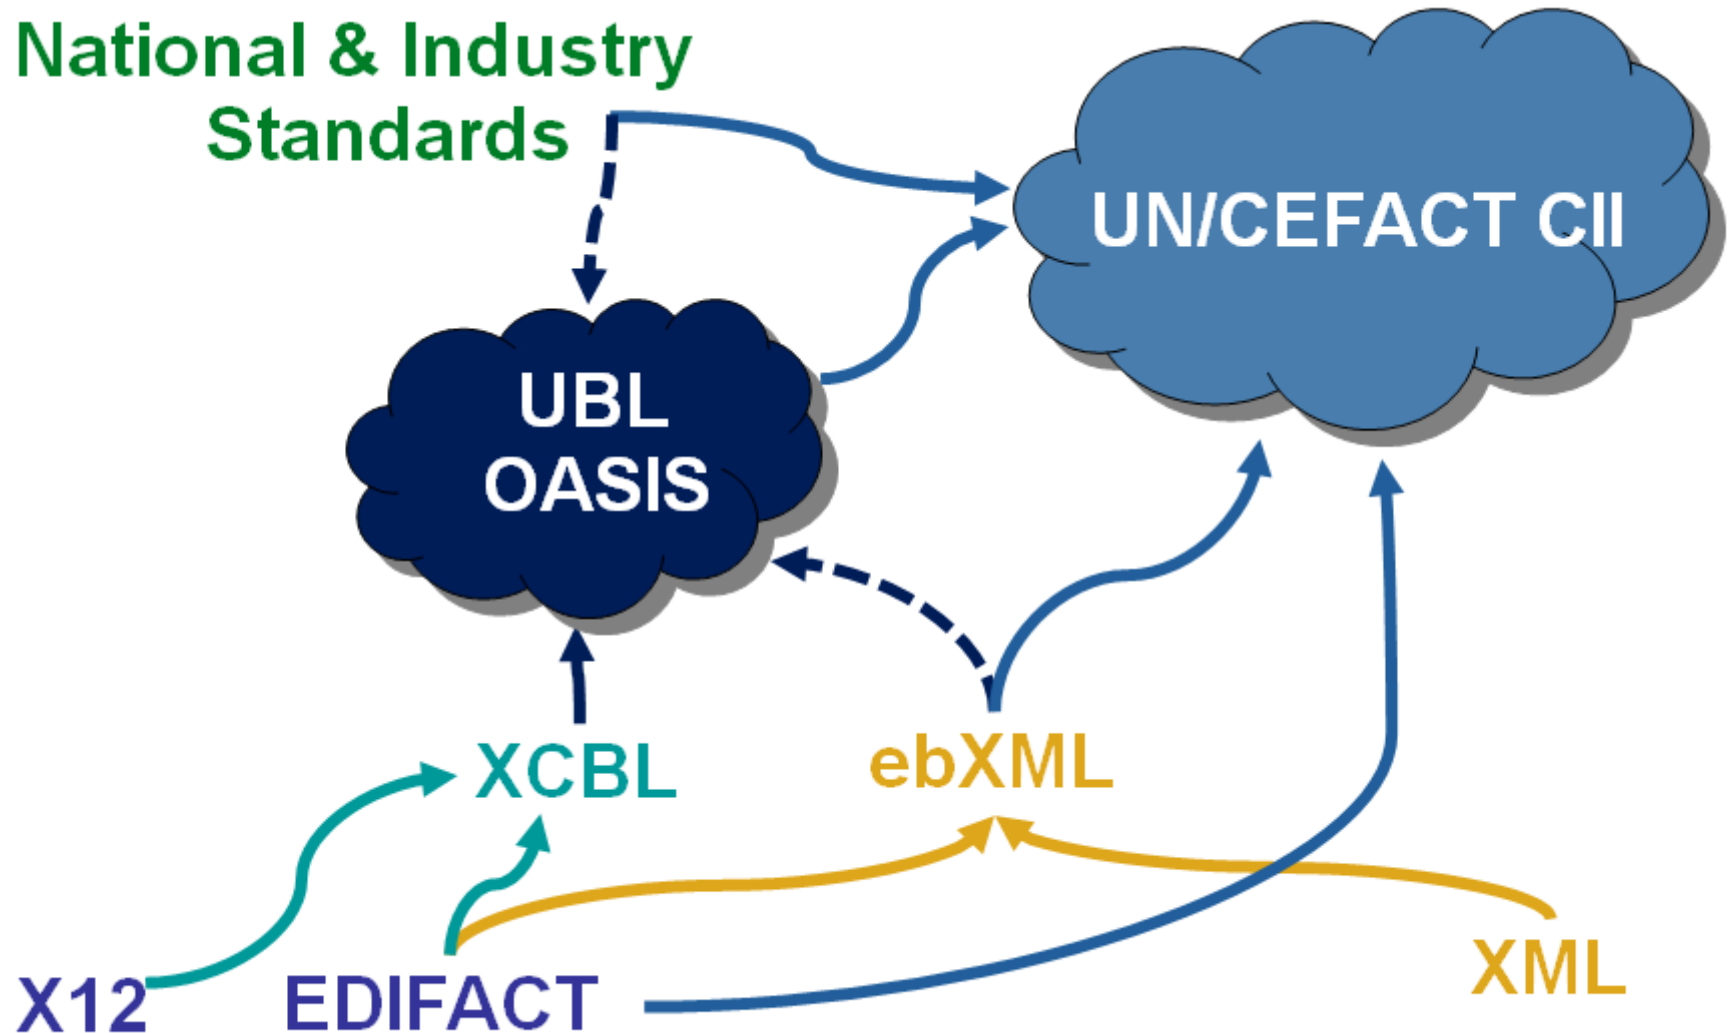 National & Industry
Standards
UN/CEFACT CII
UBL
OASIS
XCBL
ebXML
X12
EDIFACT
XML